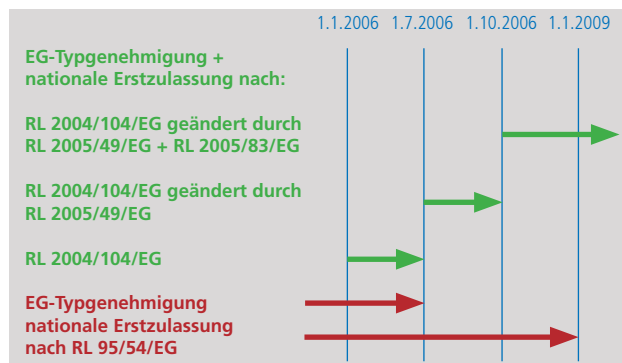 1.1.2006 1.7.2006 1.10.2006 1.1.2009
EG-Typgenehmigung +
nationale Erstzulassung nach:
RL 2004/104/EG geändert durch
RL 2005/49/EG + RL 2005/83/EG
RL 2004/104/EG geändert durch
RL 2005/49/EG
RL 2004/104/EG
EG-Typgenehmigung
nationale Erstzulassung
nach RL 95/54/EG